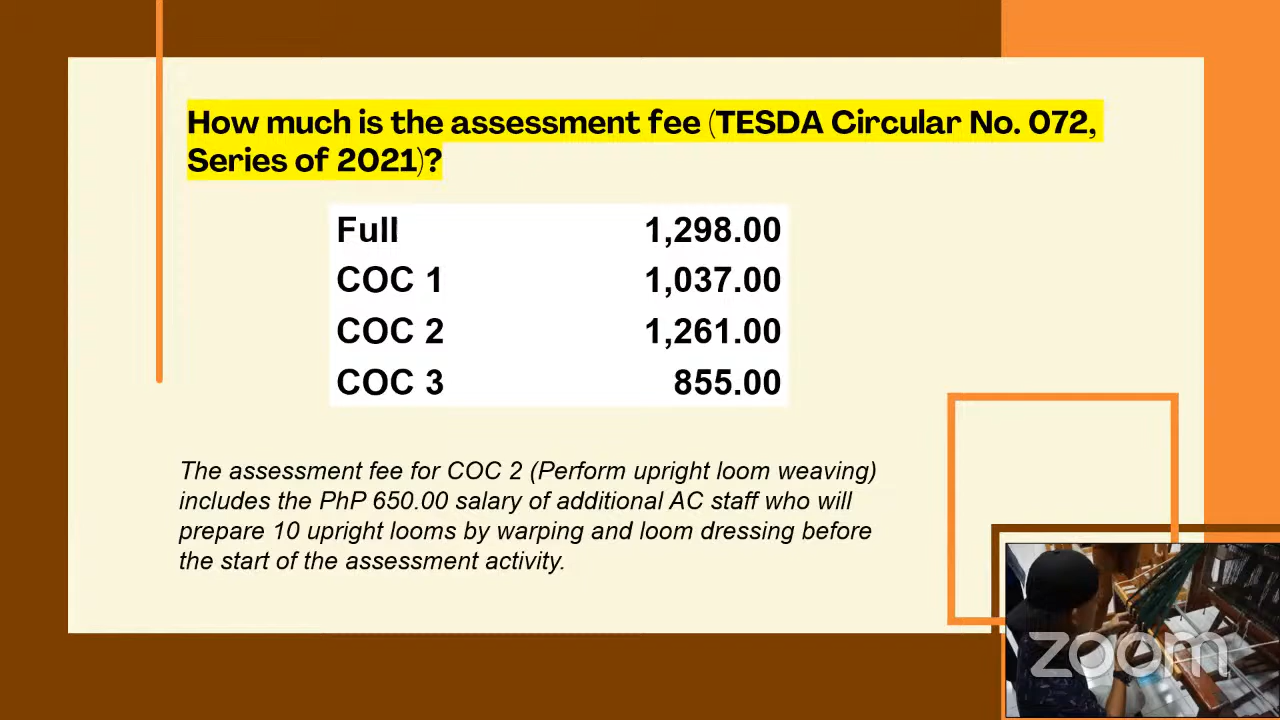 How much is the assessment fee (TESDA Circular No. 072,
Series of 2021)?
Full 1,298.00
COC 1 1,037.00
COC 2 1,261.00
COC 3 855.00
The assessment fee for COC 2 (Perform upright loom weaving)
includes the PhP 650.00 salary of additional AC staff who will
prepare 10 upright looms by warping and loom dressing before
the start of the assessment activity.
zoom